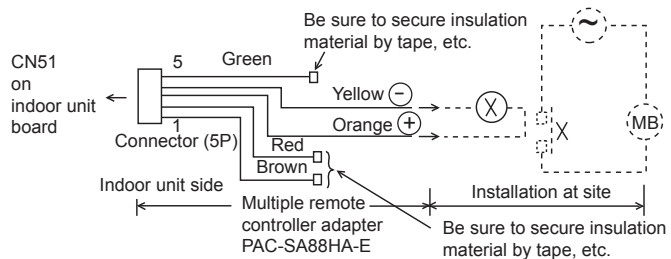 Be sure to secure insulation
material by tape, etc.
CN51
on
indoor unit
board
5
Green
Yellow −
Orange +
1
Connector (5P)
Red
Brown
X
X
~
MB
Indoor unit side
Multiple remote
controller adapter
PAC-SA88HA-E
Installation at site
Be sure to secure insulation
material by tape, etc.